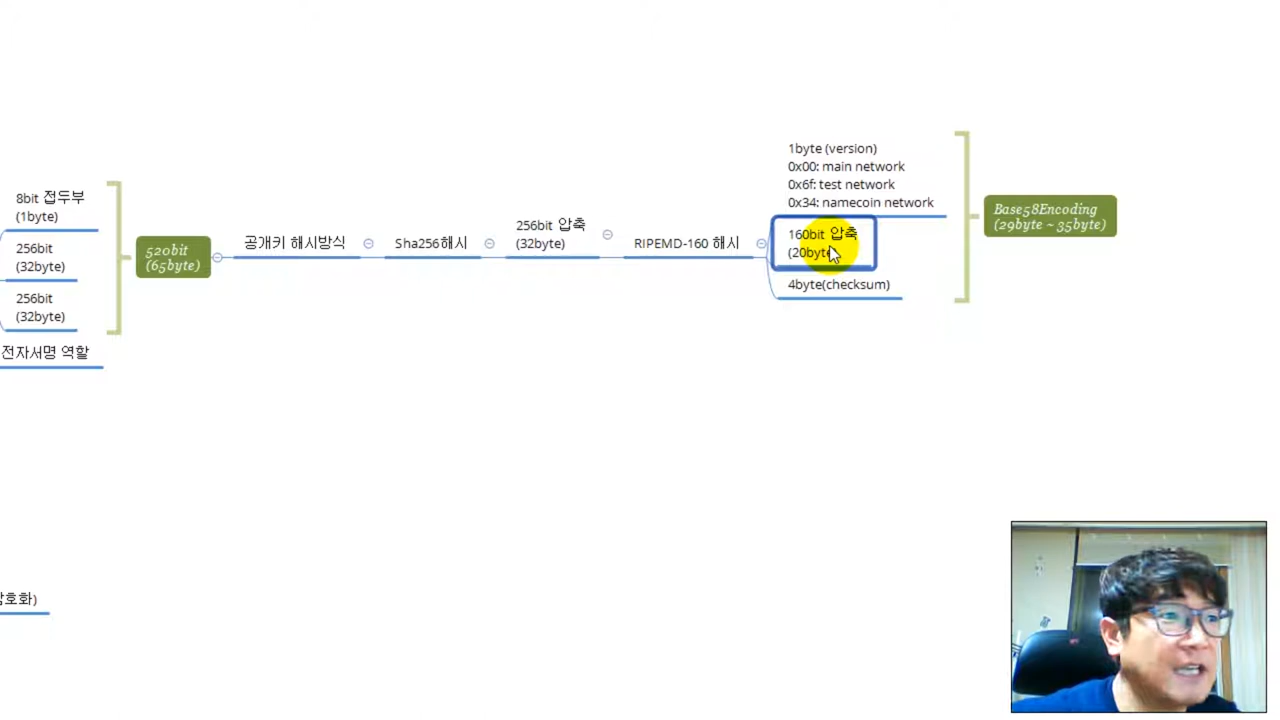 8bit 접두부
(1byte)
256bit
(32byte)
256bit
(32byte)
전자서명 역할
520bit
(65byte)
공개키 해시방식
Sha256해시
256bit 압축
(32byte)
RIPEMD-160 해시
1byte (version)
0x00: main network
0x6f: test network
0x34: namecoin network
160bit 압축
(20byte)
4byte(checksum)
Base58Encoding
(29byte ~ 35byte)